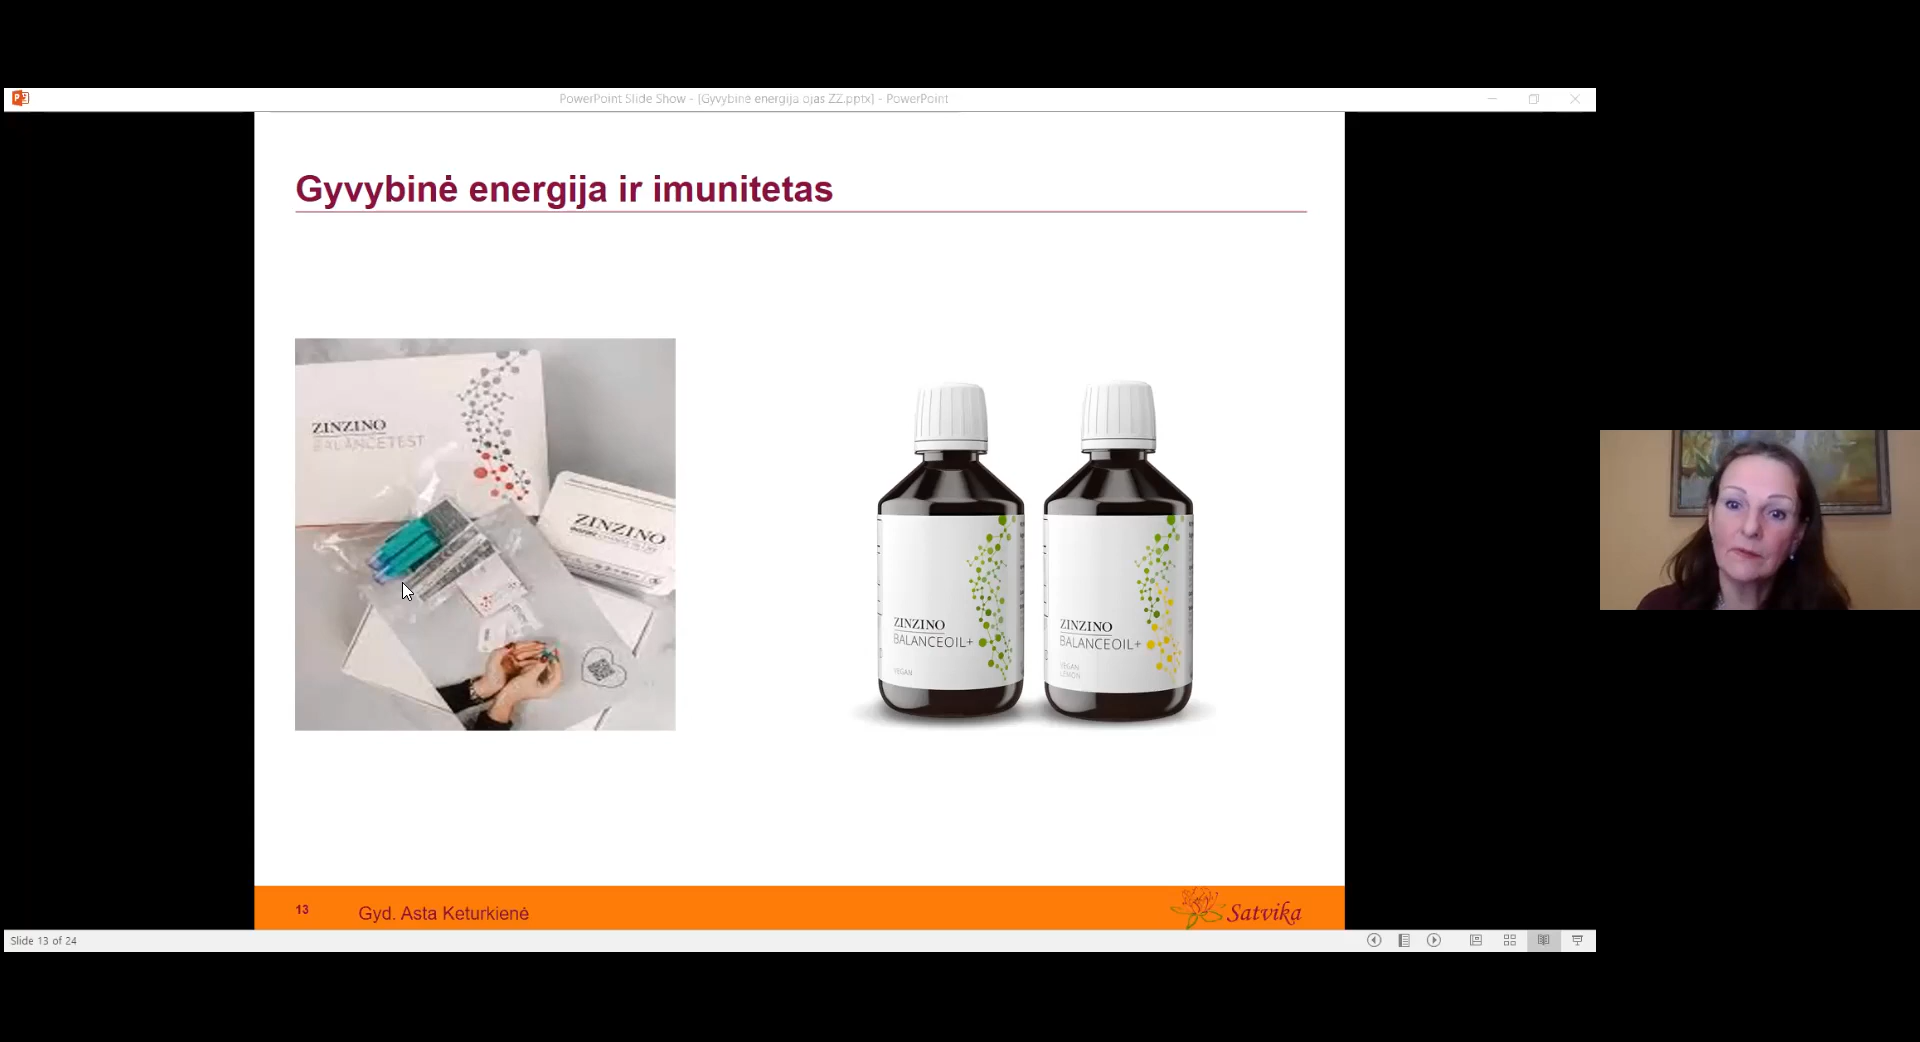 PowerPoint Slide Show - [Gyvybine energija ojas ZZ.pptx] - PowerPoint
Gyvybinė energija ir imunitetas
ZINZINO
BALANCETEST
ZINZINO
ZINZINO
BALANCEOIL+
VEGAN
ZINZINO
BALANCEOIL+
VEGAN
LEMON
13
Gyd. Asta Keturkienė
Satvika
Slide 13 of 24